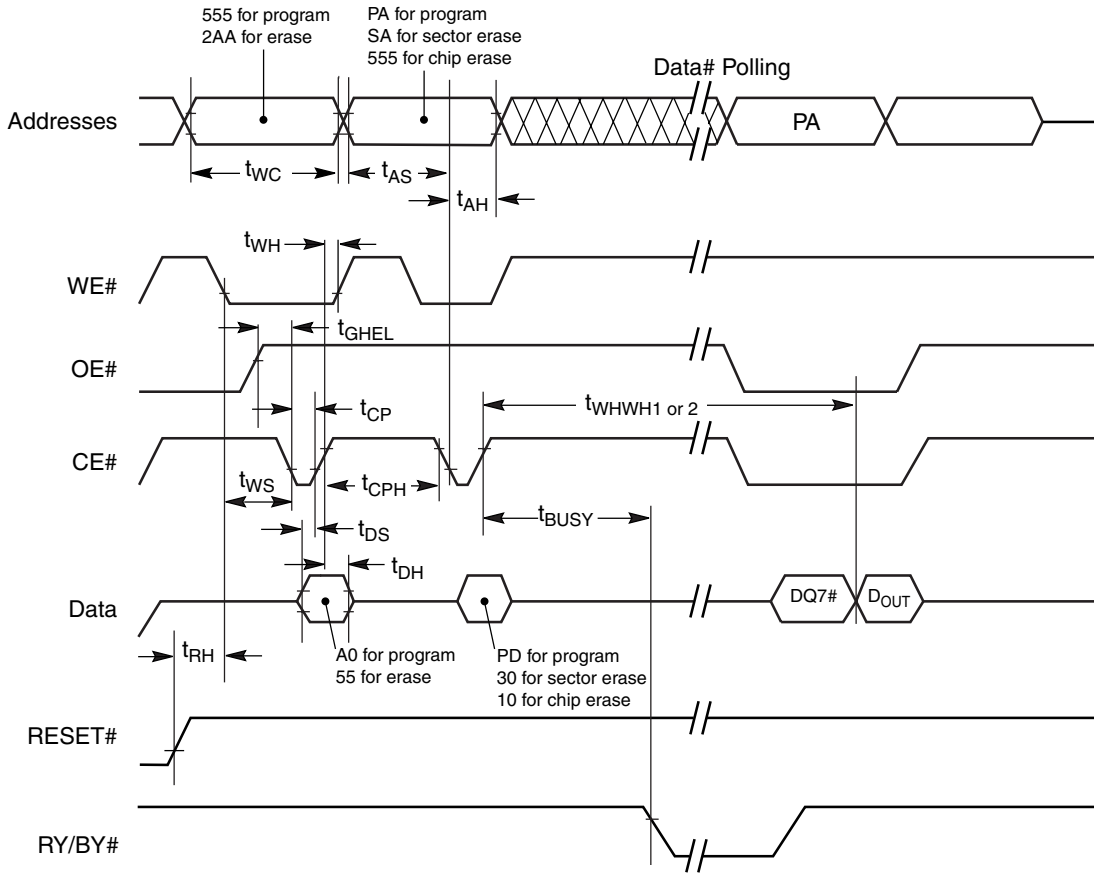 555 for program
2AA for erase
PA for program
SA for sector erase
555 for chip erase
Data# Polling
Addresses
PA
tWC
tAS
tAH
tWH
WE#
tGHEL
OE#
tWHWH1 or 2
tCP
CE#
tWS
tCPH
tBUSY
tDS
tDH
Data
DQ7#
DOUT
tRH
A0 for program
55 for erase
PD for program
30 for sector erase
10 for chip erase
RESET#
RY/BY#